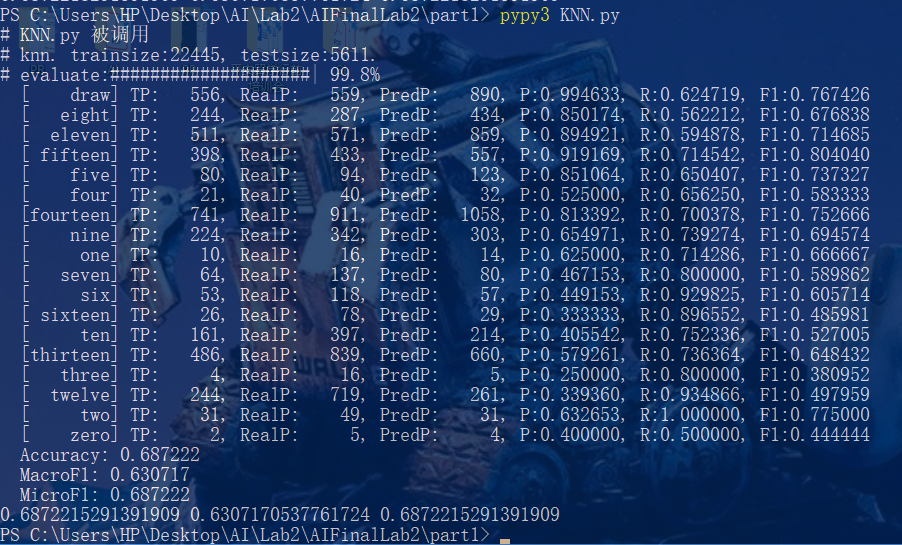 PS C:\Users\HP\Desktop\AI\Lab2\AIFinalLab2\part1> pypy3 KNN.py
# KNN.py 被调用
# knn. trainsize:22445, testsize:5611.
# evaluate:####################| 99.8%
[    draw] TP:   556, RealP:   559, PredP:   890, P:0.994633, R:0.624719, F1:0.767426
[   eight] TP:   244, RealP:   287, PredP:   434, P:0.850174, R:0.562212, F1:0.676838
[  eleven] TP:   511, RealP:   571, PredP:   859, P:0.894921, R:0.594878, F1:0.714685
[ fifteen] TP:   398, RealP:   433, PredP:   557, P:0.919169, R:0.714542, F1:0.804040
[    five] TP:    80, RealP:    94, PredP:   123, P:0.851064, R:0.650407, F1:0.737327
[    four] TP:    21, RealP:    40, PredP:    32, P:0.525000, R:0.656250, F1:0.583333
[fourteen] TP:   741, RealP:   911, PredP:  1058, P:0.813392, R:0.700378, F1:0.752666
[    nine] TP:   224, RealP:   342, PredP:   303, P:0.654971, R:0.739274, F1:0.694574
[     one] TP:    10, RealP:    16, PredP:    14, P:0.625000, R:0.714286, F1:0.666667
[   seven] TP:    64, RealP:   137, PredP:    80, P:0.467153, R:0.800000, F1:0.589862
[     six] TP:    53, RealP:   118, PredP:    57, P:0.449153, R:0.929825, F1:0.605714
[ sixteen] TP:    26, RealP:    78, PredP:    29, P:0.333333, R:0.896552, F1:0.485981
[     ten] TP:   161, RealP:   397, PredP:   214, P:0.405542, R:0.752336, F1:0.527005
[thirteen] TP:   486, RealP:   839, PredP:   660, P:0.579261, R:0.736364, F1:0.648432
[   three] TP:     4, RealP:    16, PredP:     5, P:0.250000, R:0.800000, F1:0.380952
[  twelve] TP:   244, RealP:   719, PredP:   261, P:0.339360, R:0.934866, F1:0.497959
[     two] TP:    31, RealP:    49, PredP:    31, P:0.632653, R:1.000000, F1:0.775000
[    zero] TP:     2, RealP:     5, PredP:     4, P:0.400000, R:0.500000, F1:0.444444
Accuracy: 0.687222
MacroF1: 0.630717
MicroF1: 0.687222
0.6872215291391909 0.6307170537761724 0.6872215291391909
PS C:\Users\HP\Desktop\AI\Lab2\AIFinalLab2\part1>